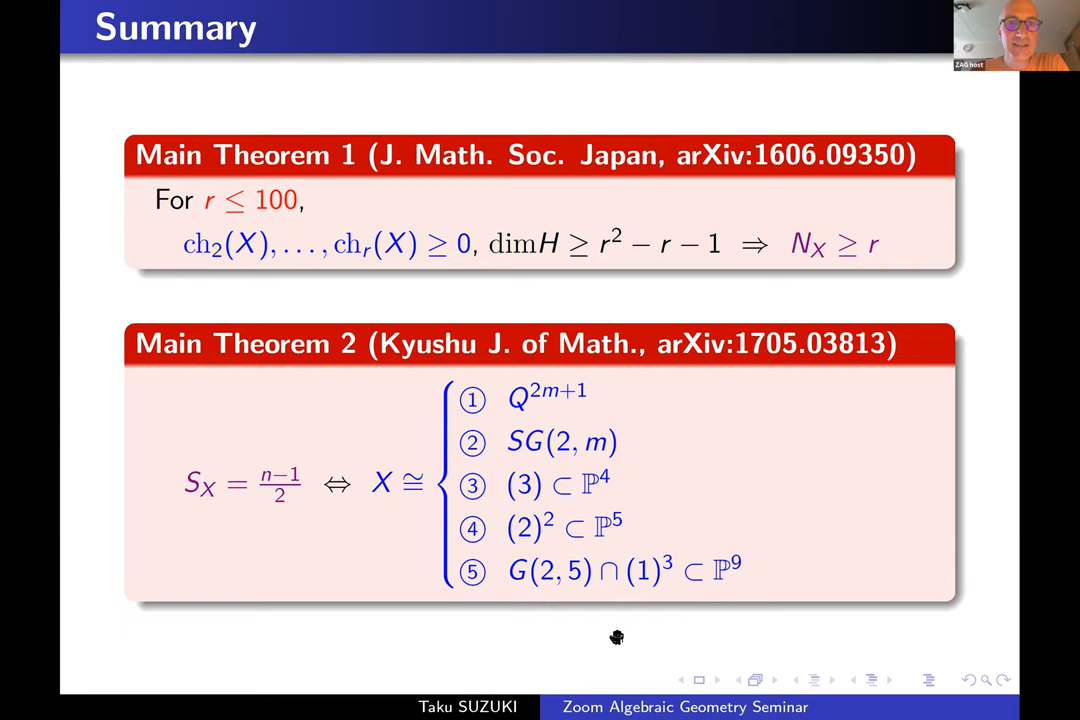 Summary
ZAG host
Main Theorem 1 (J. Math. Soc. Japan, arXiv:1606.09350)
For r ≤ 100,
ch₂(X), . . . , chᵣ(X) ≥ 0, dimH ≥ r² − r − 1 ⇒ N_X ≥ r
Main Theorem 2 (Kyushu J. of Math., arXiv:1705.03813)
S_X = (n−1)/2 ⇔ X ≅
① Q^{2m+1}
② SG(2, m)
③ (3) ⊂ ℙ⁴
④ (2)² ⊂ ℙ⁵
⑤ G(2, 5) ∩ (1)³ ⊂ ℙ⁹
Taku SUZUKI
Zoom Algebraic Geometry Seminar